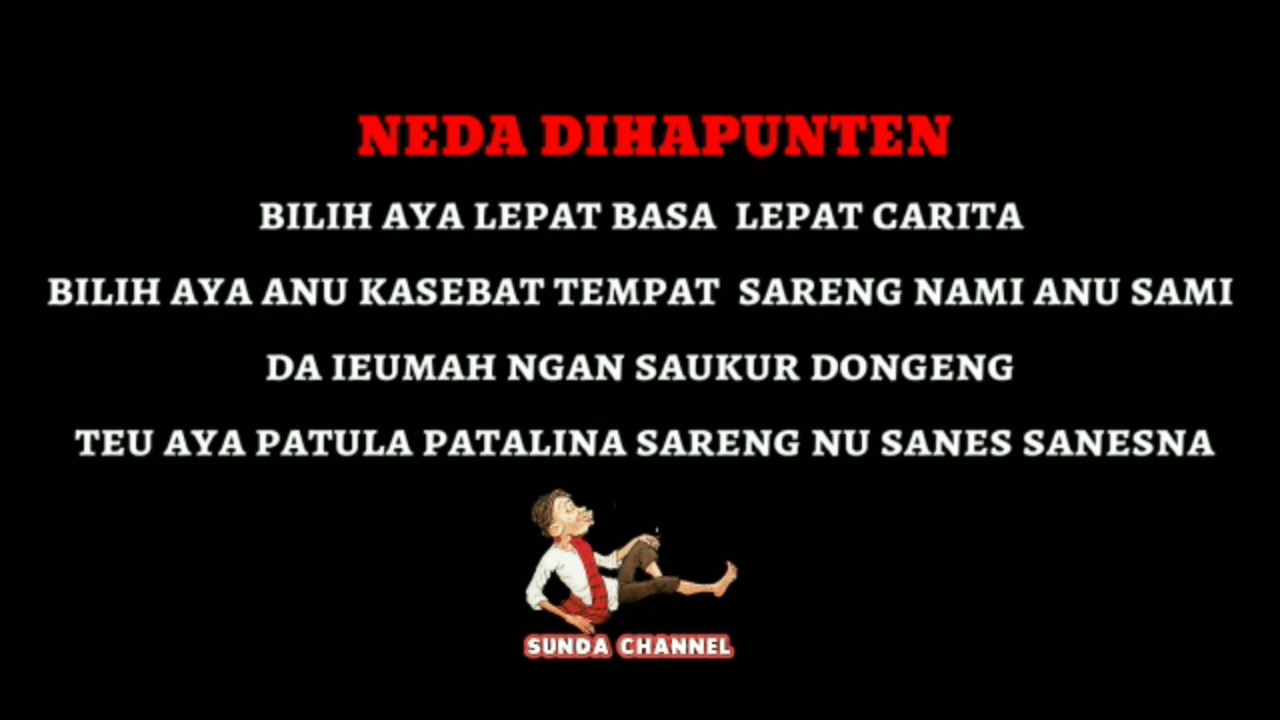 NEDA DIHAPUNTEN
BILIH AYA LEPAT BASA LEPAT CARITA
BILIH AYA ANU KASEBAT TEMPAT SARENG NAMI ANU SAMI
DA IEUMAH NGAN SAUKUR DONGENG
TEU AYA PATULA PATALINA SARENG NU SANES SANESNA
SUNDA CHANNEL